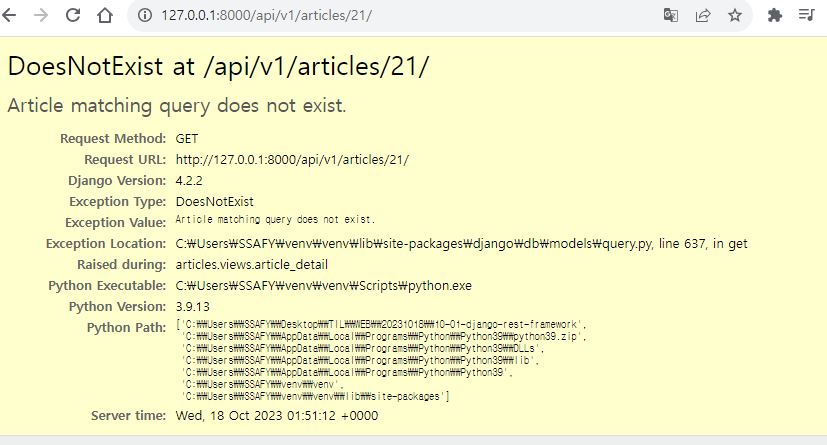 127.0.0.1:8000/api/v1/articles/21/
DoesNotExist at /api/v1/articles/21/
Article matching query does not exist.
Request Method: GET
Request URL: http://127.0.0.1:8000/api/v1/articles/21/
Django Version: 4.2.2
Exception Type: DoesNotExist
Exception Value: Article matching query does not exist.
Exception Location: C:₩Users₩SSAFY₩venv₩venv₩lib₩site-packages₩django₩db₩models₩query.py, line 637, in get
Raised during: articles.views.article_detail
Python Executable: C:₩Users₩SSAFY₩venv₩venv₩Scripts₩python.exe
Python Version: 3.9.13
Python Path: ['C:₩₩Users₩₩SSAFY₩₩Desktop₩₩TIL₩₩WEB₩₩20231018₩₩10-01-django-rest-framework',
'C:₩₩Users₩₩SSAFY₩₩AppData₩₩Local₩₩Programs₩₩Python₩₩Python39₩₩python39.zip',
'C:₩₩Users₩₩SSAFY₩₩AppData₩₩Local₩₩Programs₩₩Python₩₩Python39₩₩DLLs',
'C:₩₩Users₩₩SSAFY₩₩AppData₩₩Local₩₩Programs₩₩Python₩₩Python39₩₩lib',
'C:₩₩Users₩₩SSAFY₩₩AppData₩₩Local₩₩Programs₩₩Python₩₩Python39',
'C:₩₩Users₩₩SSAFY₩₩venv₩₩venv',
'C:₩₩Users₩₩SSAFY₩₩venv₩₩venv₩₩lib₩₩site-packages']
Server time: Wed, 18 Oct 2023 01:51:12 +0000